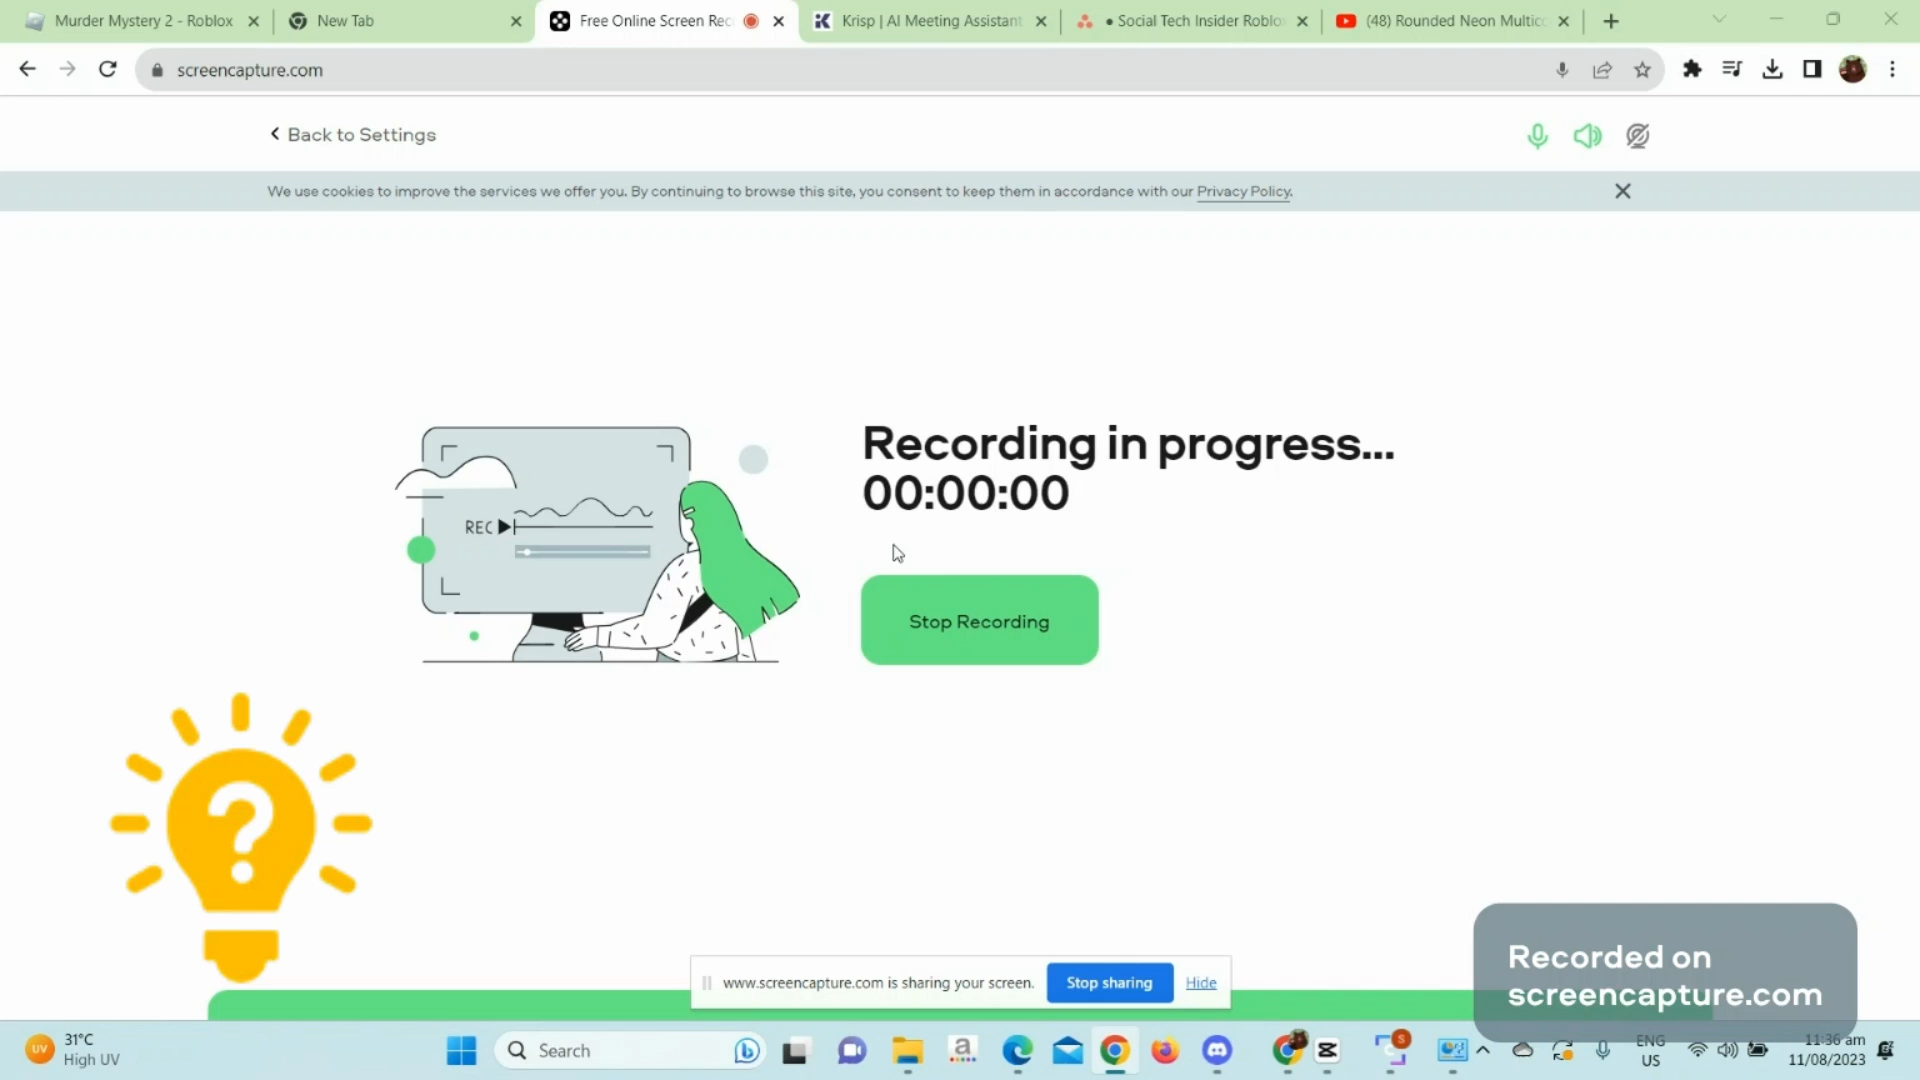 Murder Mystery 2 - Roblox
New Tab
Free Online Screen Rec
Krisp | AI Meeting Assistant
• Social Tech Insider Roblo
(48) Rounded Neon Multic
screencapture.com
Back to Settings
We use cookies to improve the services we offer you. By continuing to browse this site, you consent to keep them in accordance with our Privacy Policy.
Recording in progress...
00:00:00
REC
Stop Recording
?
www.screencapture.com is sharing your screen.
Stop sharing
Hide
Recorded on
screencapture.com
UV
31°C
High UV
Search
ENG
US
11:36 am
11/08/2023